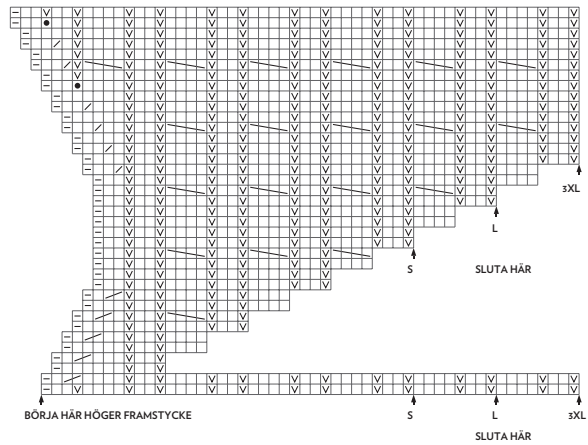 3XL
L
S SLUTA HÄR
BÖRJA HÄR HÖGER FRAMSTYCKE S L 3XL
SLUTA HÄR